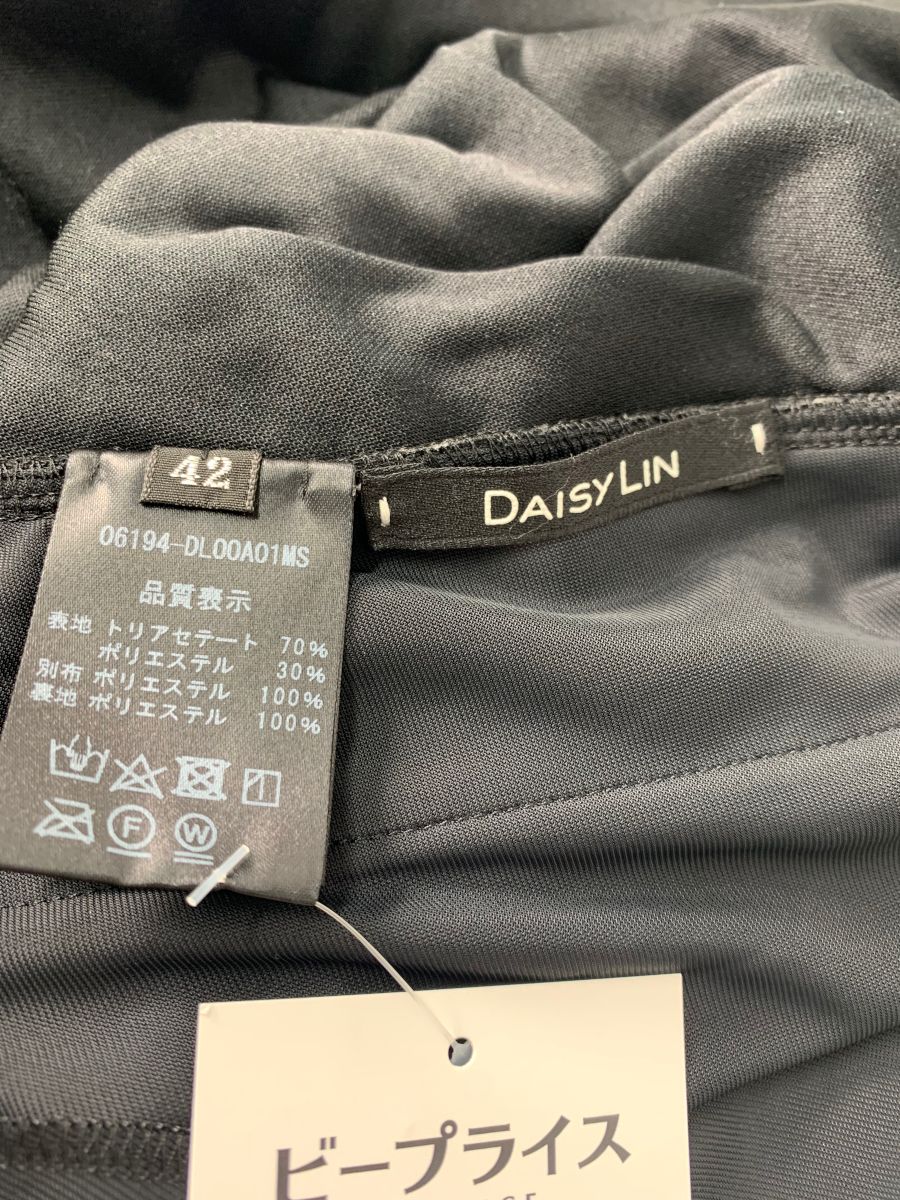 42
DAISY LIN
06194-DL00A01MS
品質表示
表地 トリアセテート 70%
ポリエステル 30%
別布 ポリエステル 100%
裏地 ポリエステル 100%
F
W
ビープライス